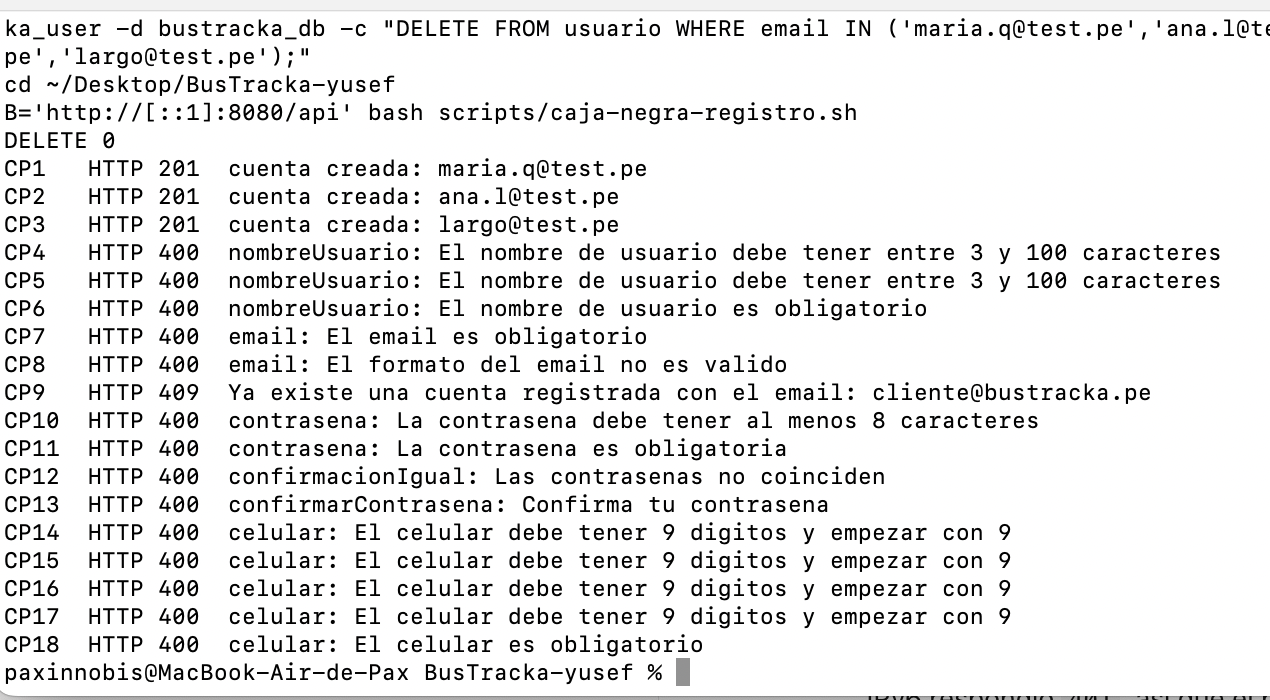 ka_user -d bustracka_db -c "DELETE FROM usuario WHERE email IN ('maria.q@test.pe','ana.l@te
pe','largo@test.pe');"
cd ~/Desktop/BusTracka-yusef
B='http://[::1]:8080/api' bash scripts/caja-negra-registro.sh
DELETE 0
CP1   HTTP 201  cuenta creada: maria.q@test.pe
CP2   HTTP 201  cuenta creada: ana.l@test.pe
CP3   HTTP 201  cuenta creada: largo@test.pe
CP4   HTTP 400  nombreUsuario: El nombre de usuario debe tener entre 3 y 100 caracteres
CP5   HTTP 400  nombreUsuario: El nombre de usuario debe tener entre 3 y 100 caracteres
CP6   HTTP 400  nombreUsuario: El nombre de usuario es obligatorio
CP7   HTTP 400  email: El email es obligatorio
CP8   HTTP 400  email: El formato del email no es valido
CP9   HTTP 409  Ya existe una cuenta registrada con el email: cliente@bustracka.pe
CP10  HTTP 400  contrasena: La contrasena debe tener al menos 8 caracteres
CP11  HTTP 400  contrasena: La contrasena es obligatoria
CP12  HTTP 400  confirmacionIgual: Las contrasenas no coinciden
CP13  HTTP 400  confirmarContrasena: Confirma tu contrasena
CP14  HTTP 400  celular: El celular debe tener 9 digitos y empezar con 9
CP15  HTTP 400  celular: El celular debe tener 9 digitos y empezar con 9
CP16  HTTP 400  celular: El celular debe tener 9 digitos y empezar con 9
CP17  HTTP 400  celular: El celular debe tener 9 digitos y empezar con 9
CP18  HTTP 400  celular: El celular es obligatorio
paxinnobis@MacBook-Air-de-Pax BusTracka-yusef %